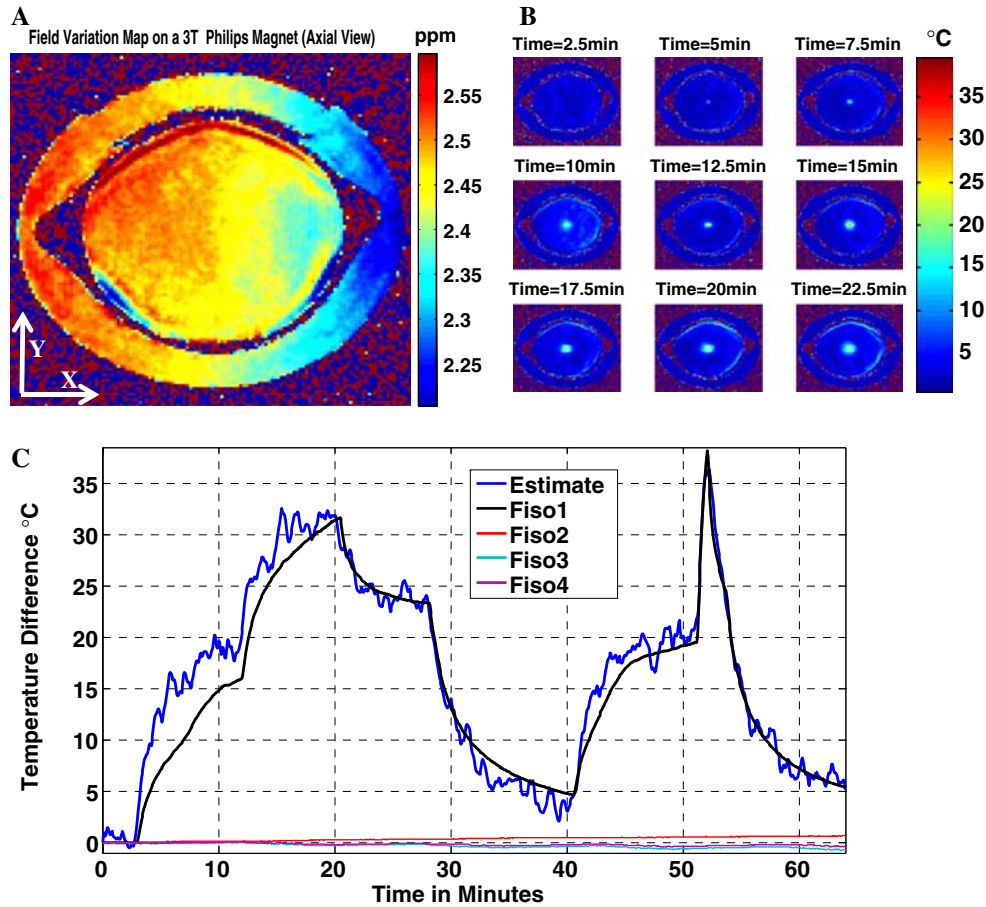 A
Field Variation Map on a 3T Philips Magnet (Axial View)
ppm
2.55
2.5
2.45
2.4
2.35
2.3
2.25
Y
X
B
°C
Time=2.5min
Time=5min
Time=7.5min
Time=10min
Time=12.5min
Time=15min
Time=17.5min
Time=20min
Time=22.5min
35
30
25
20
15
10
5
C
Temperature Difference °C
35
30
25
20
15
10
5
0
Estimate
Fiso1
Fiso2
Fiso3
Fiso4
0
10
20
30
40
50
60
Time in Minutes